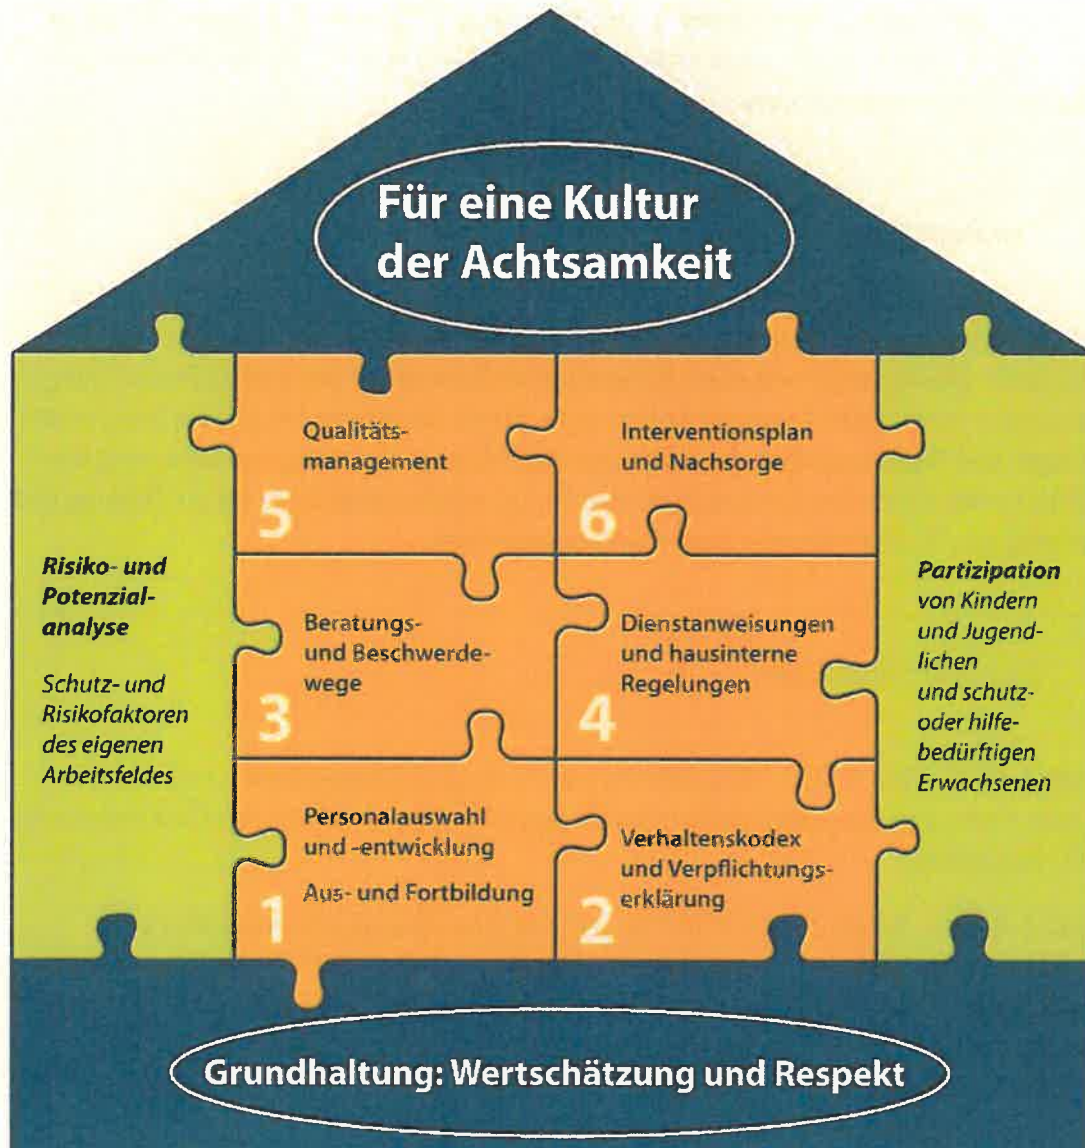 Für eine Kultur
der Achtsamkeit
Qualitäts-
management
5
Interventionsplan
und Nachsorge
6
Risiko- und
Potenzial-
analyse
Schutz- und
Risikofaktoren
des eigenen
Arbeitsfeldes
Beratungs-
und Beschwerde-
wege
3
Dienstanweisungen
und hausinterne
Regelungen
4
Partizipation
von Kindern
und Jugend-
lichen
und schutz-
oder hilfe-
bedürftigen
Erwachsenen
Personalauswahl
und -entwicklung
Aus- und Fortbildung
1
Verhaltenskodex
und Verpflichtungs-
erklärung
2
Grundhaltung: Wertschätzung und Respekt